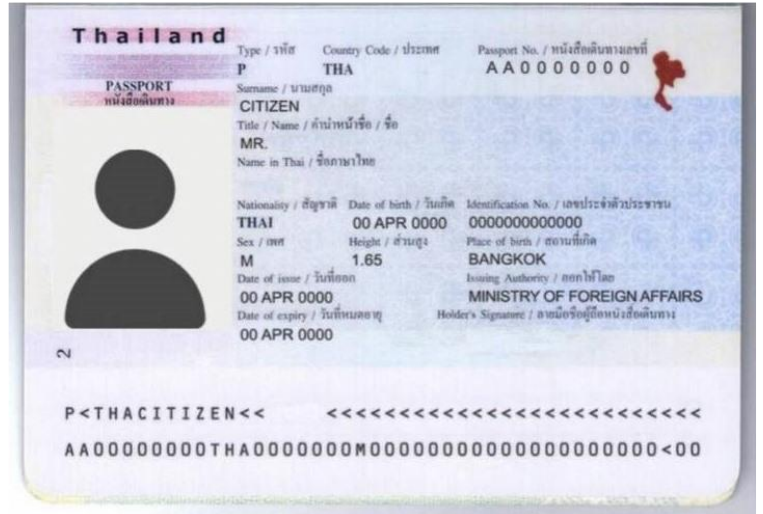 Thailand
PASSPORT
หนังสือเดินทาง
Type / รหัส Country Code / ประเทศ Passport No. / หนังสือเดินทางเลขที่
P THA AA0000000
Surname / นามสกุล
CITIZEN
Title / Name / คำนำหน้าชื่อ / ชื่อ
MR.
Name in Thai / ชื่อภาษาไทย
Nationality / สัญชาติ Date of birth / วันเกิด Identification No. / เลขประจำตัวประชาชน
THAI 00 APR 0000 0000000000000
Sex / เพศ Height / ส่วนสูง Place of birth / สถานที่เกิด
M 1.65 BANGKOK
Date of issue / วันที่ออก Issuing Authority / ออกให้โดย
00 APR 0000 MINISTRY OF FOREIGN AFFAIRS
Date of expiry / วันที่หมดอายุ Holder's Signature / ลายมือชื่อผู้ถือหนังสือเดินทาง
00 APR 0000
2
P<THACITIZEN<< <<<<<<<<<<<<<<<<<<<<<<<<<<
AA00000000THA0000000M000000000000000000000<00